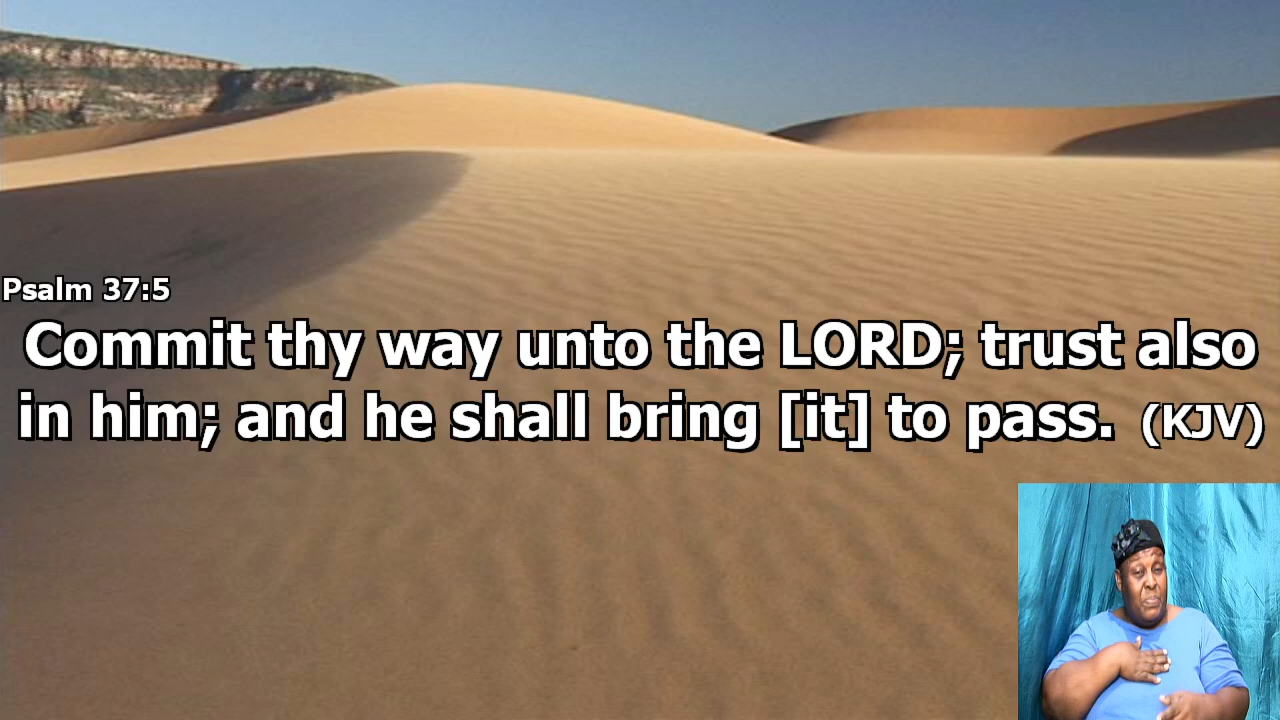 Psalm 37:5
Commit thy way unto the LORD; trust also
in him; and he shall bring [it] to pass. (KJV)